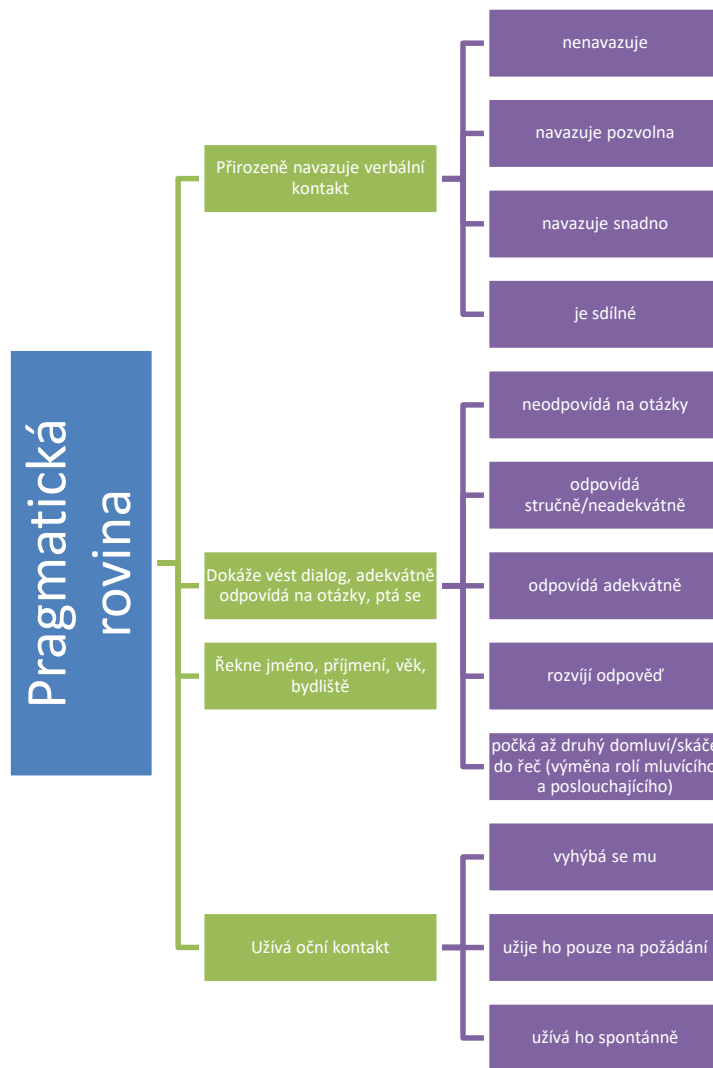 Pragmatická
rovina
Přirozeně navazuje verbální
kontakt
nenavazuje
navazuje pozvolna
navazuje snadno
je sdílné
Dokáže vést dialog, adekvátně
odpovídá na otázky, ptá se
neodpovídá na otázky
odpovídá
stručně/neadekvátně
odpovídá adekvátně
rozvíjí odpověď
počká až druhý domluví/skáče
do řeč (výměna rolí mluvícího
a poslouchajícího)
Řekne jméno, příjmení, věk,
bydliště
Užívá oční kontakt
vyhýbá se mu
užije ho pouze na požádání
užívá ho spontánně